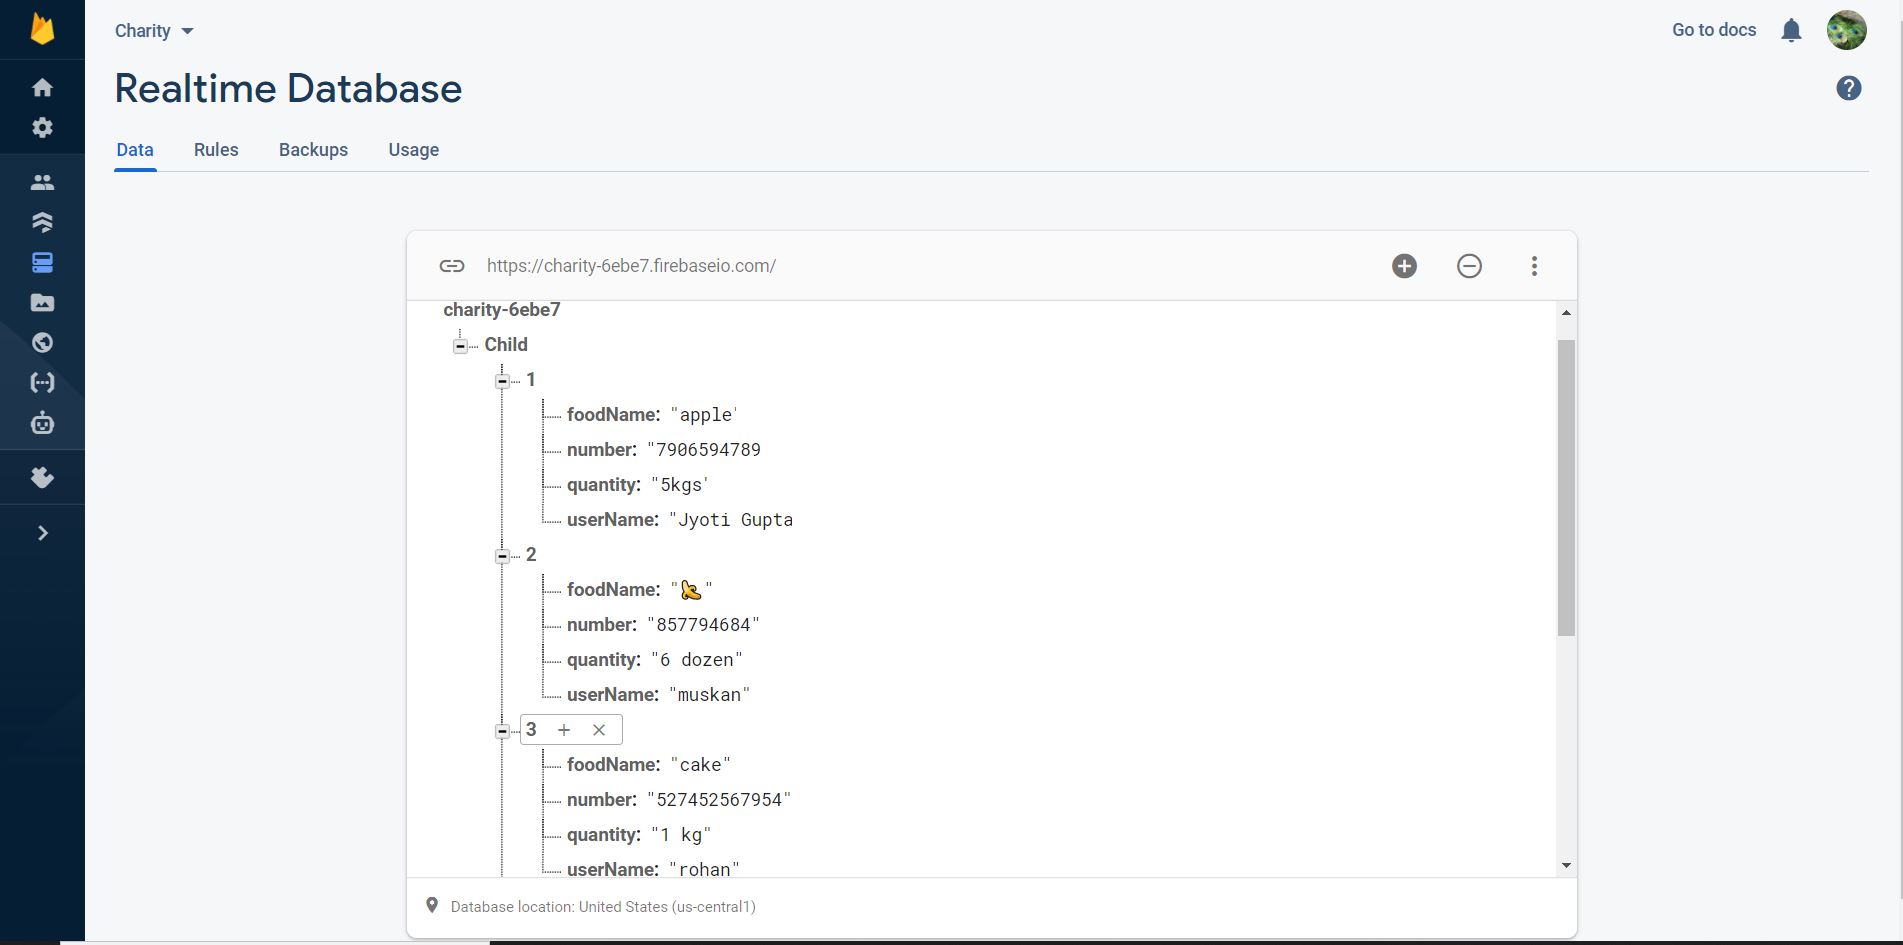 Charity
Go to docs
Realtime Database
?
Data Rules Backups Usage
https://charity-6ebe7.firebaseio.com/
charity-6ebe7
Child
1
foodName: "apple'
number: "7906594789
quantity: "5kgs'
userName: "Jyoti Gupta
2
foodName: "🍌"
number: "857794684"
quantity: "6 dozen"
userName: "muskan"
3 + ×
foodName: "cake"
number: "527452567954"
quantity: "1 kg"
userName: "rohan"
Database location: United States (us-central1)